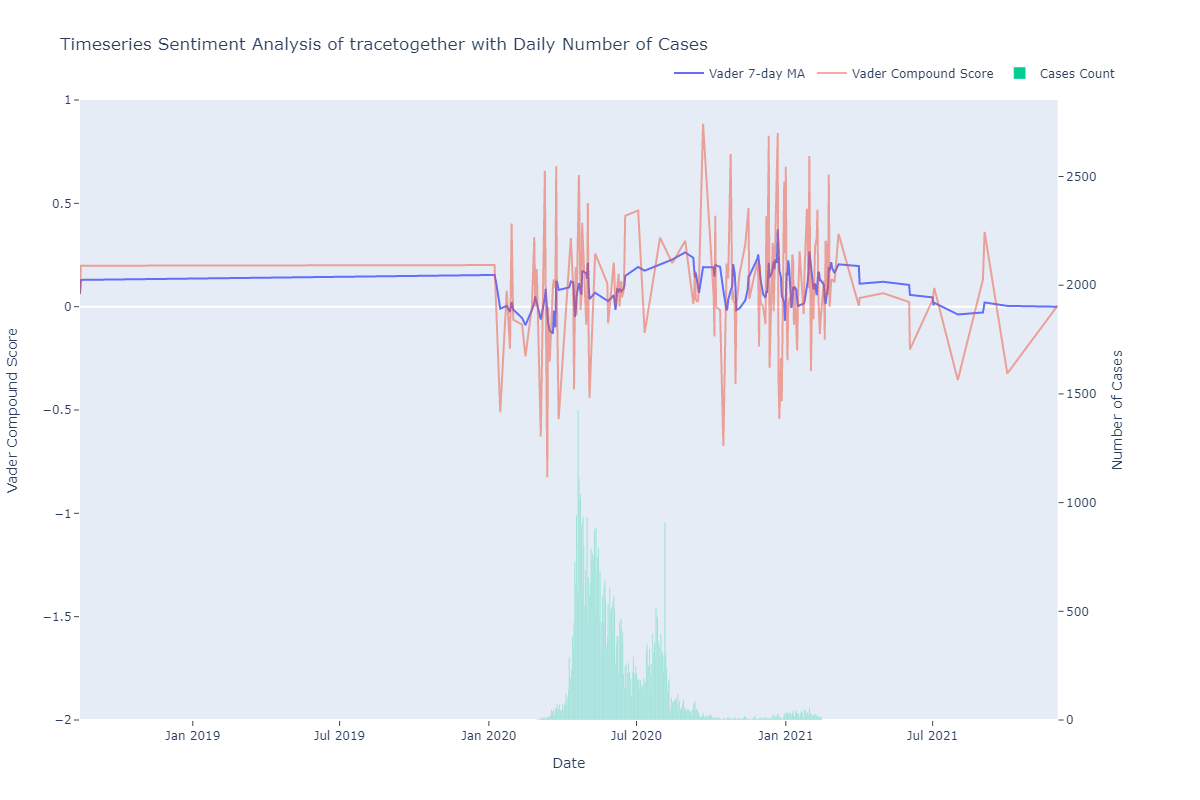 Timeseries Sentiment Analysis of tracetogether with Daily Number of Cases
Vader 7-day MA
Vader Compound Score
Cases Count
1
0.5
0
−0.5
−1
−1.5
−2
Vader Compound Score
2500
2000
1500
1000
500
0
Number of Cases
Jan 2019
Jul 2019
Jan 2020
Jul 2020
Jan 2021
Jul 2021
Date